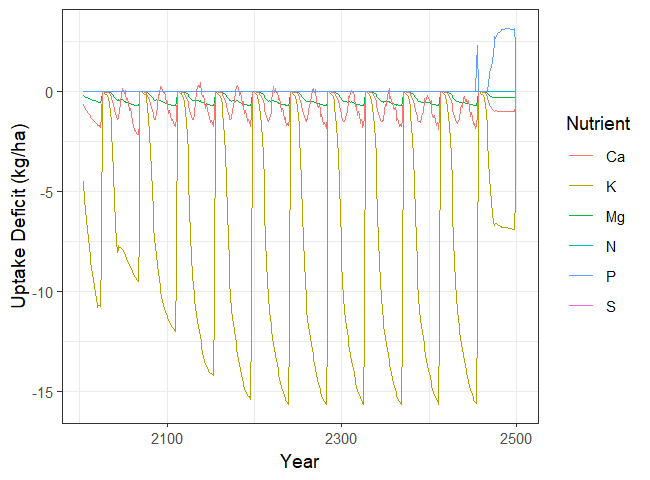 0
-5
-10
-15
Uptake Deficit (kg/ha)
2100
2300
2500
Year
Nutrient
Ca
K
Mg
N
P
S